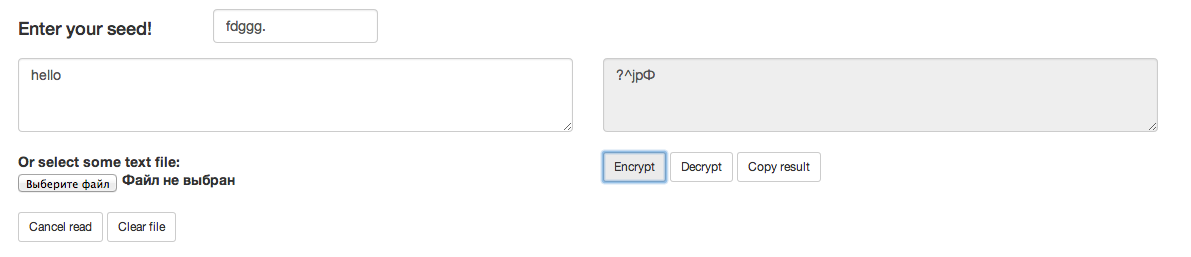 Enter your seed! fdggg.
hello ?^jpФ
Or select some text file:
Выберите файл Файл не выбран
Encrypt Decrypt Copy result
Cancel read Clear file